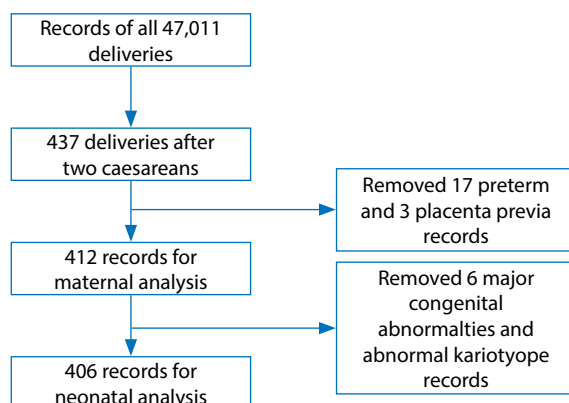 Records of all 47,011
deliveries
437 deliveries after
two caesareans
Removed 17 preterm
and 3 placenta previa
records
412 records for
maternal analysis
Removed 6 major
congenital
abnormalties and
abnormal kariotyope
records
406 records for
neonatal analysis